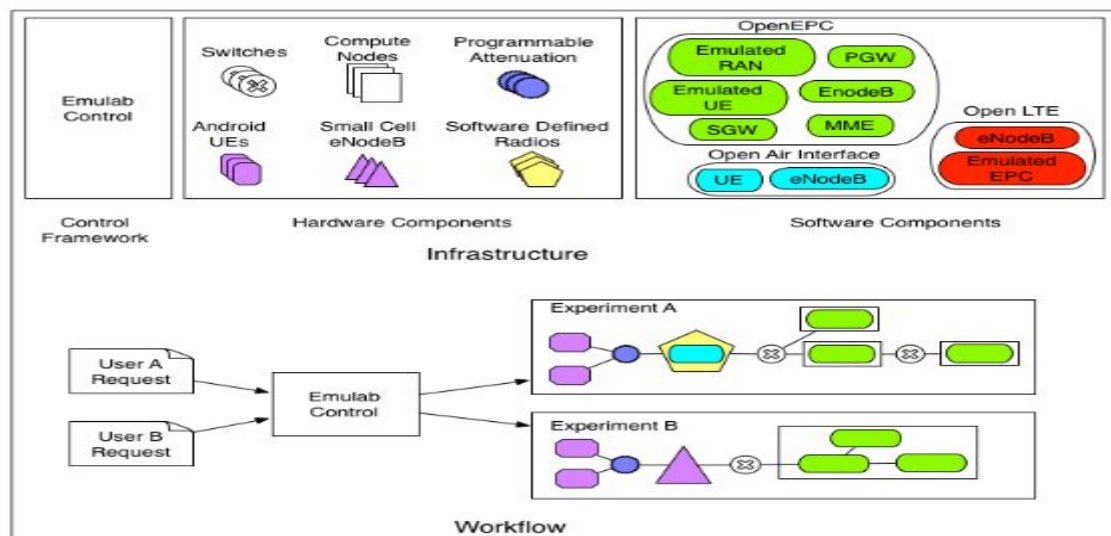 Emulab
Control
Switches
Compute
Nodes
Programmable
Attenuation
Android
UEs
Small Cell
eNodeB
Software Defined
Radios
OpenEPC
Emulated
RAN
PGW
Emulated
UE
EnodeB
SGW
MME
Open LTE
eNodeB
Emulated
EPC
Open Air Interface
UE
eNodeB
Control
Framework
Hardware Components
Software Components
Infrastructure
User A
Request
User B
Request
Emulab
Control
Experiment A
Experiment B
Workflow